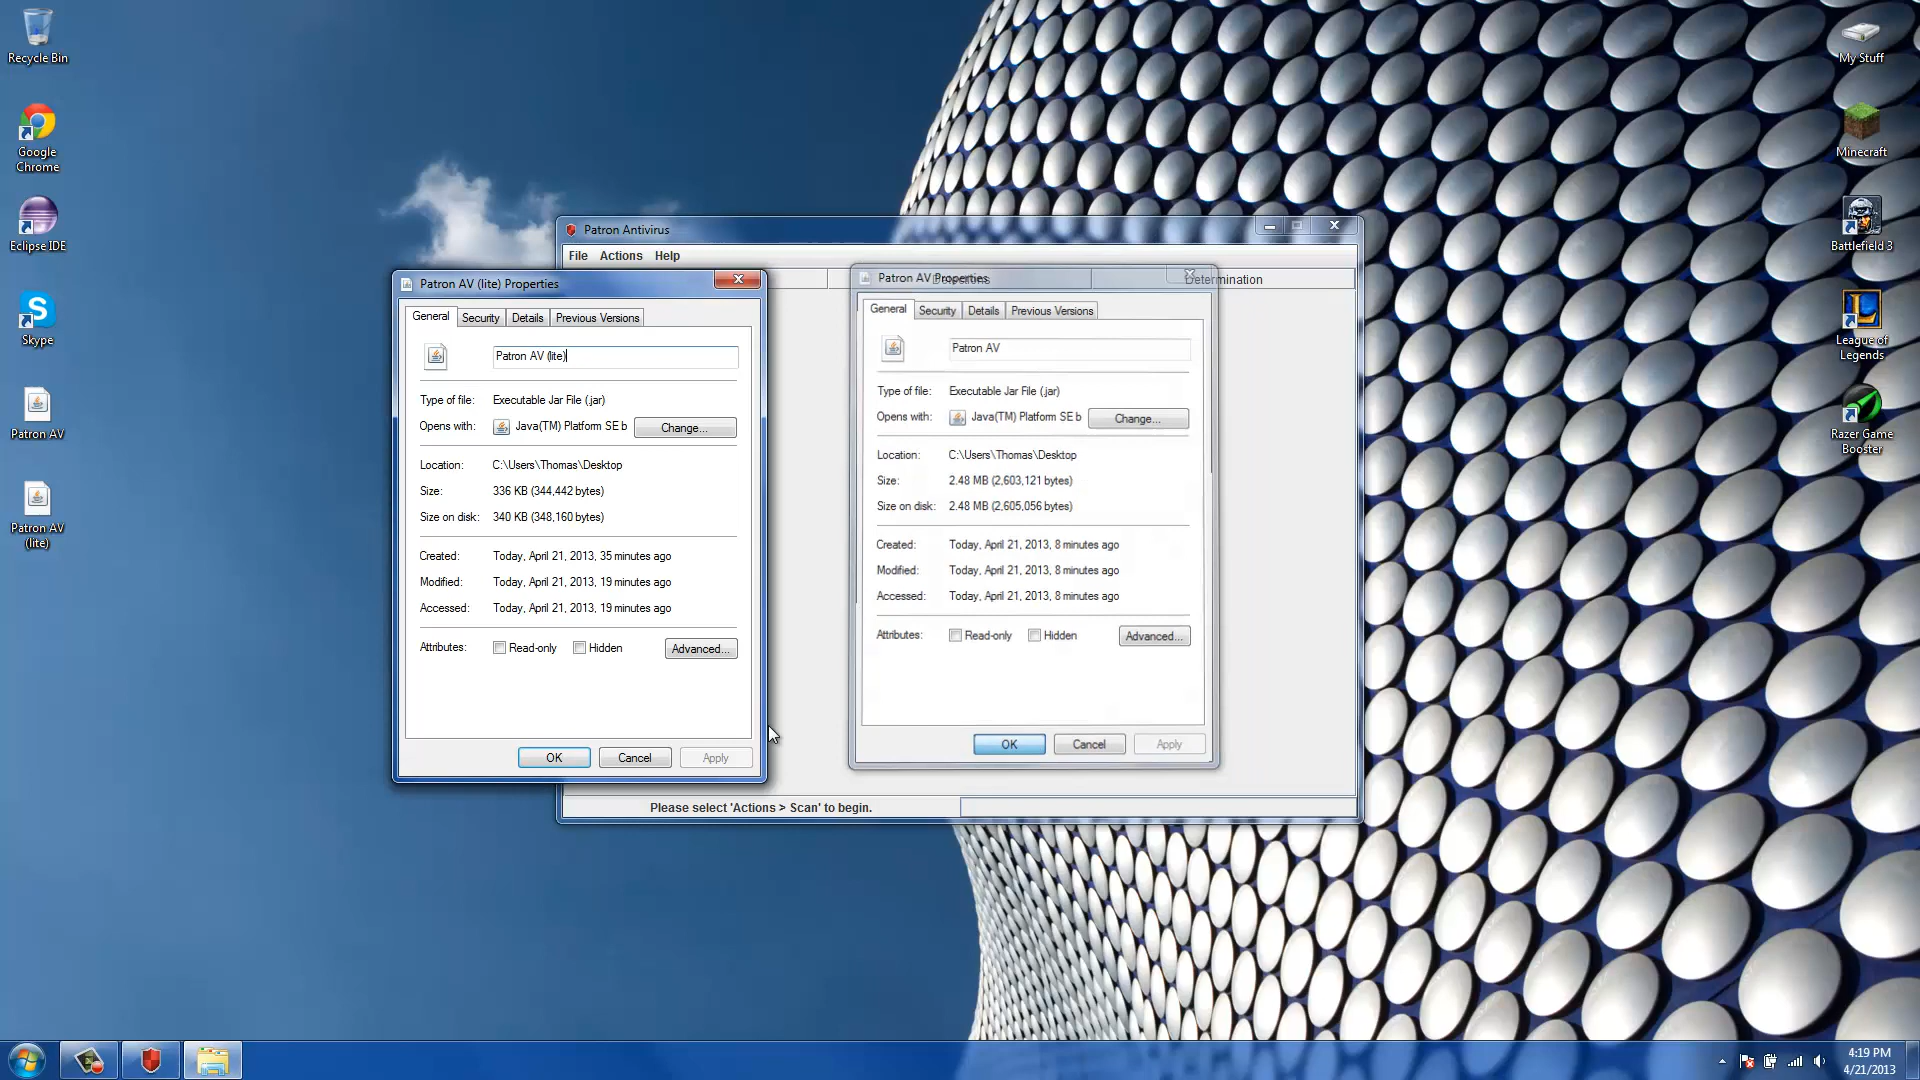 Recycle Bin
Google
Chrome
Eclipse IDE
Skype
Patron AV
Patron AV
(lite)
My Stuff
Minecraft
Battlefield 3
League of
Legends
Razer Game
Booster
Patron Antivirus
File Actions Help
Detections Determination
Please select 'Actions > Scan' to begin.
Patron AV (lite) Properties
General Security Details Previous Versions
Patron AV (lite)
Type of file: Executable Jar File (.jar)
Opens with: Java(TM) Platform SE b Change...
Location: C:\Users\Thomas\Desktop
Size: 336 KB (344,442 bytes)
Size on disk: 340 KB (348,160 bytes)
Created: Today, April 21, 2013, 35 minutes ago
Modified: Today, April 21, 2013, 19 minutes ago
Accessed: Today, April 21, 2013, 19 minutes ago
Attributes: Read-only Hidden Advanced...
OK Cancel Apply
Patron AV Properties
General Security Details Previous Versions
Patron AV
Type of file: Executable Jar File (.jar)
Opens with: Java(TM) Platform SE b Change...
Location: C:\Users\Thomas\Desktop
Size: 2.48 MB (2,603,121 bytes)
Size on disk: 2.48 MB (2,605,056 bytes)
Created: Today, April 21, 2013, 8 minutes ago
Modified: Today, April 21, 2013, 8 minutes ago
Accessed: Today, April 21, 2013, 8 minutes ago
Attributes: Read-only Hidden Advanced...
OK Cancel Apply
4:19 PM
4/21/2013